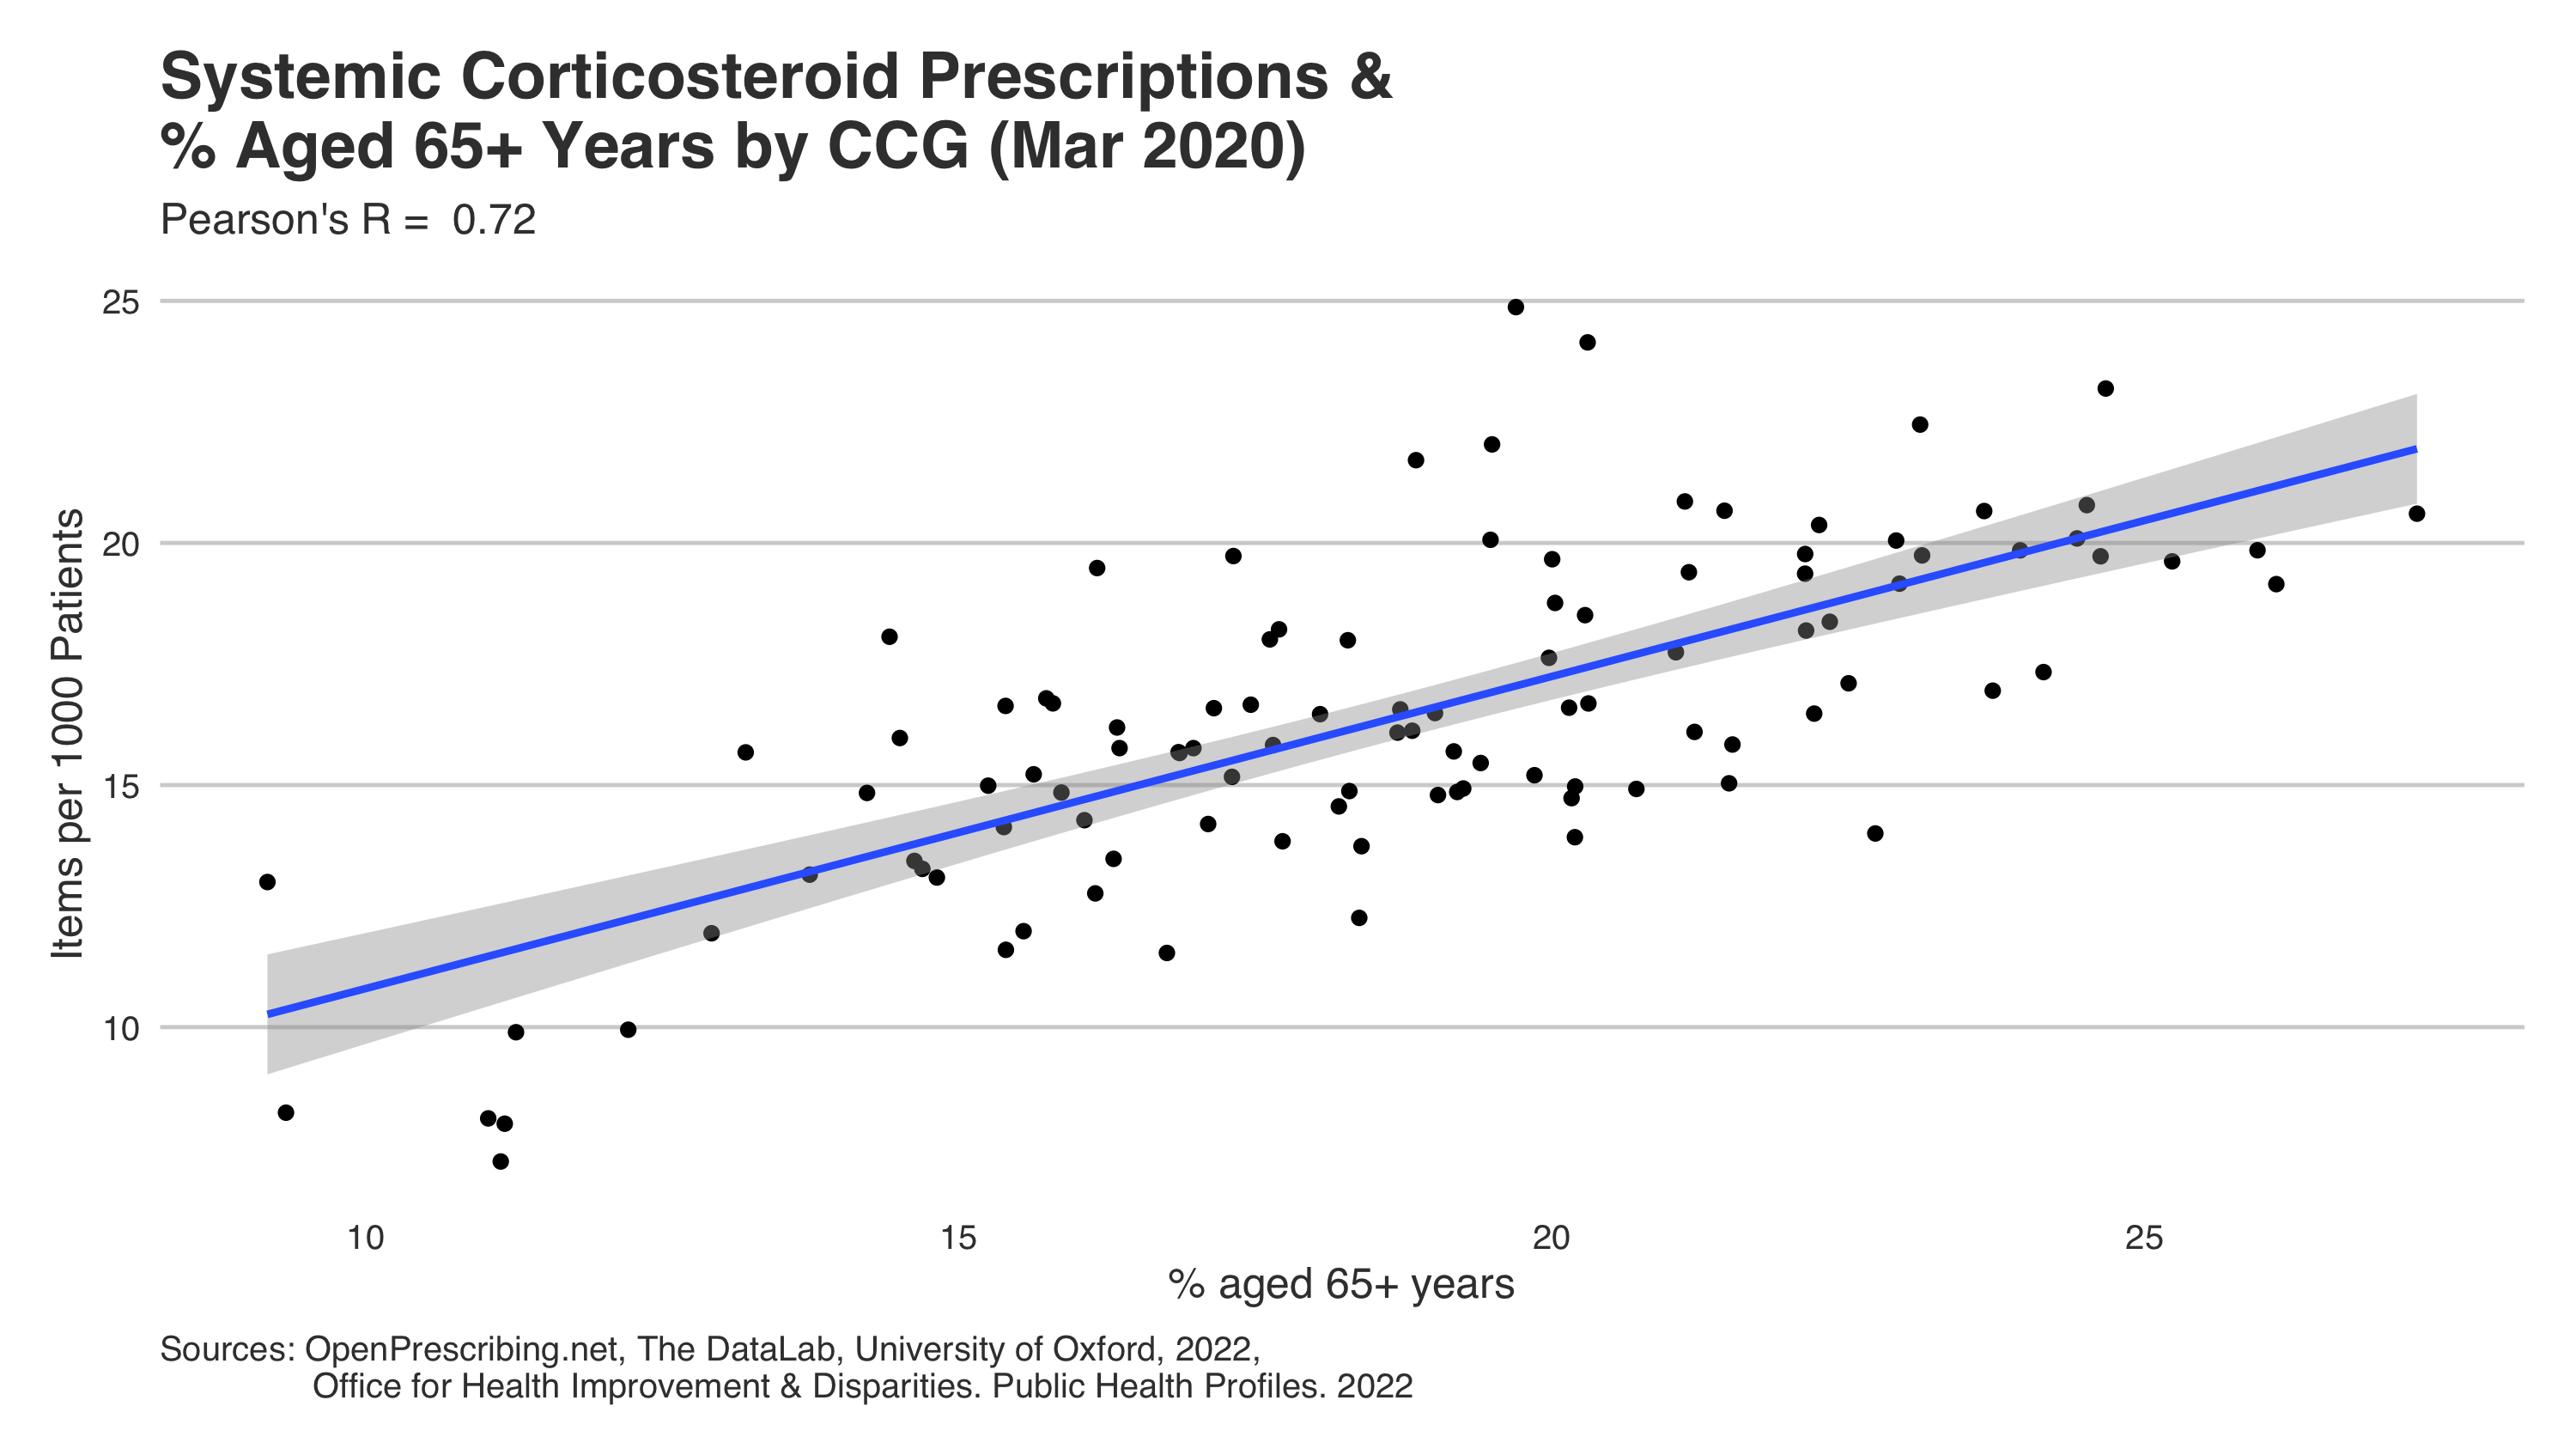 Systemic Corticosteroid Prescriptions &
% Aged 65+ Years by CCG (Mar 2020)
Pearson's R =  0.72
25
20
15
10
Items per 1000 Patients
10
15
20
25
% aged 65+ years
Sources: OpenPrescribing.net, The DataLab, University of Oxford, 2022,
Office for Health Improvement & Disparities. Public Health Profiles. 2022